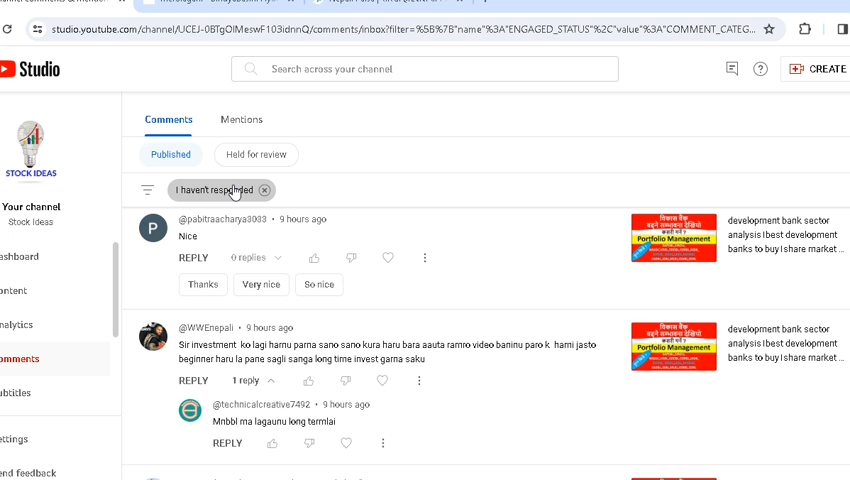 studio.youtube.com/channel/UCEJ-0BTgOlMeswF103idnnQ/comments/inbox?filter=%5B%7B"name"%3A"ENGAGED_STATUS"%2C"value"%3A"COMMENT_CATEG...
Studio
Search across your channel
CREATE
STOCK IDEAS
Your channel
Stock Ideas
ashboard
ontent
nalytics
omments
ubtitles
ettings
end feedback
Comments Mentions
Published Held for review
I haven't responded
P @pabitraacharya3033 • 9 hours ago
Nice
REPLY 0 replies
Thanks Very nice So nice
विकास बैंक
Portfolio Management
development bank sector
analysis l best development
banks to buy l share market ...
@WWEnepali • 9 hours ago
Sir investment ko lagi harnu parna sano sano kura haru bara aauta ramro video baninu paro k hami jasto
beginner haru la pane sagli sanga long time invest garna saku
REPLY 1 reply
विकास बैंक
Portfolio Management
development bank sector
analysis l best development
banks to buy l share market ...
@technicalcreative7492 • 9 hours ago
Mnbbl ma lagaunu long termlai
REPLY